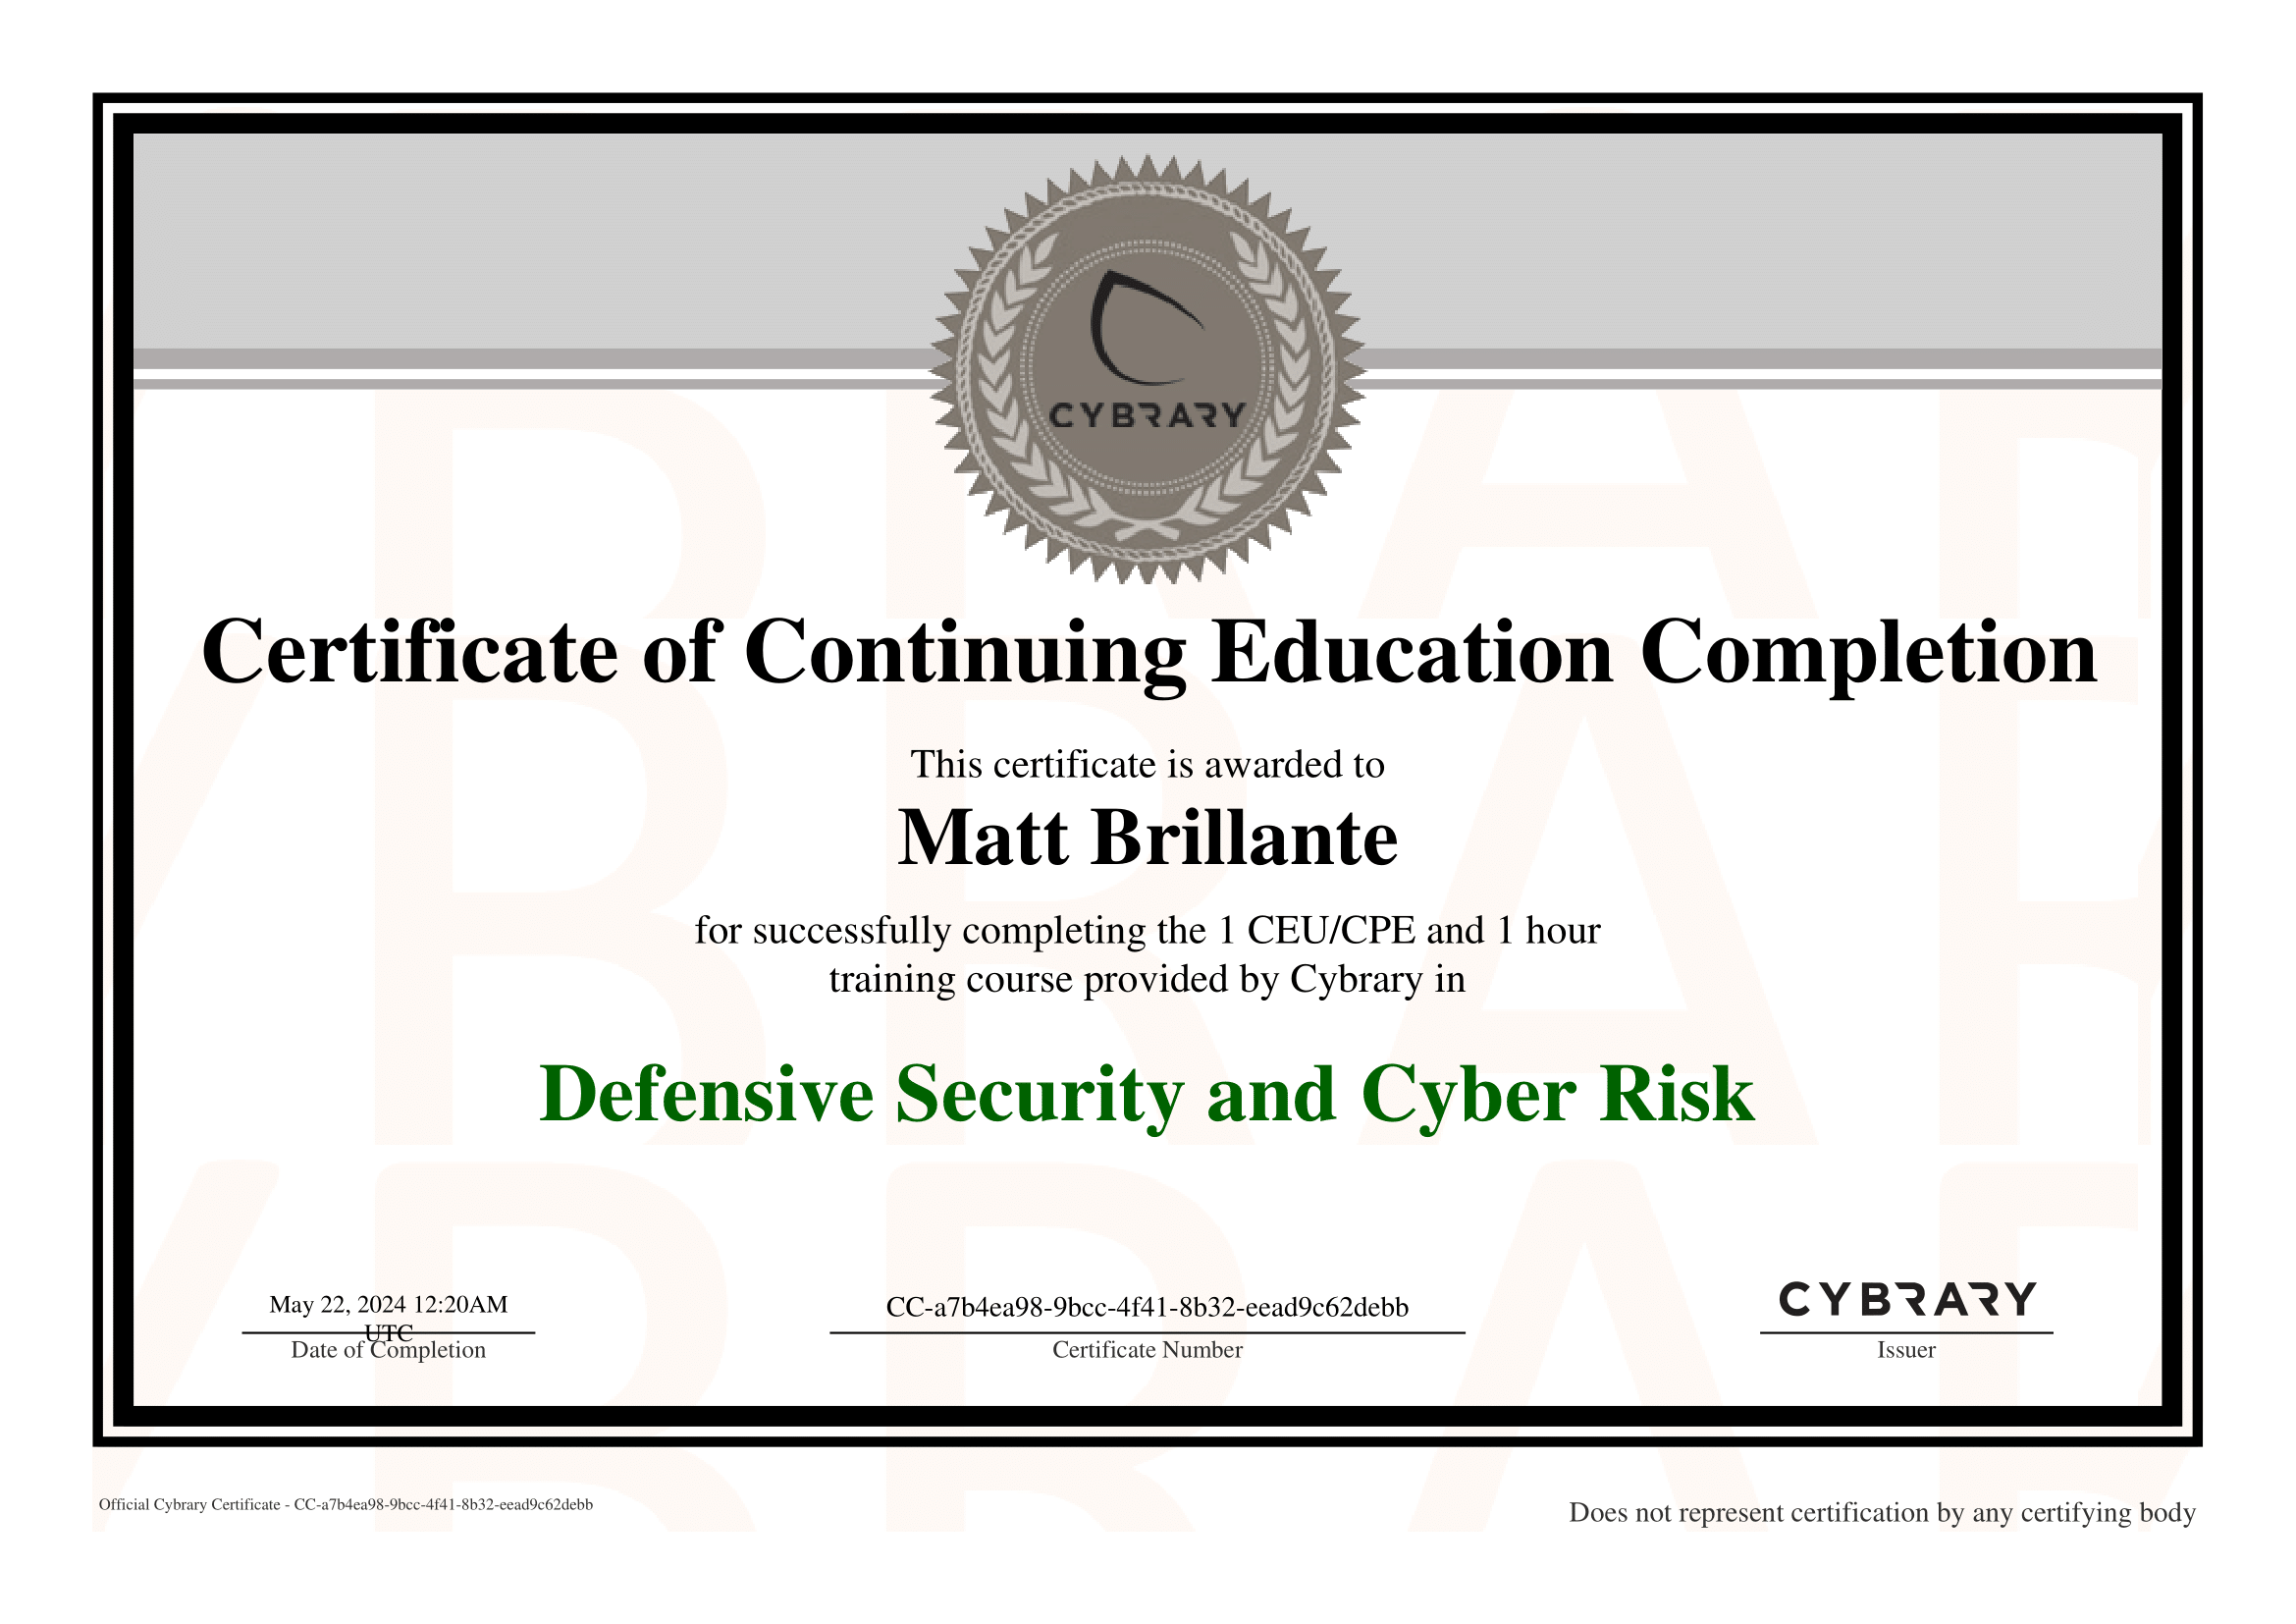 CYBRARY
Certificate of Continuing Education Completion
This certificate is awarded to
Matt Brillante
for successfully completing the 1 CEU/CPE and 1 hour
training course provided by Cybrary in
Defensive Security and Cyber Risk
May 22, 2024 12:20AM
UTC
Date of Completion
CC-a7b4ea98-9bcc-4f41-8b32-eead9c62debb
Certificate Number
CYBRARY
Issuer
Official Cybrary Certificate - CC-a7b4ea98-9bcc-4f41-8b32-eead9c62debb
Does not represent certification by any certifying body